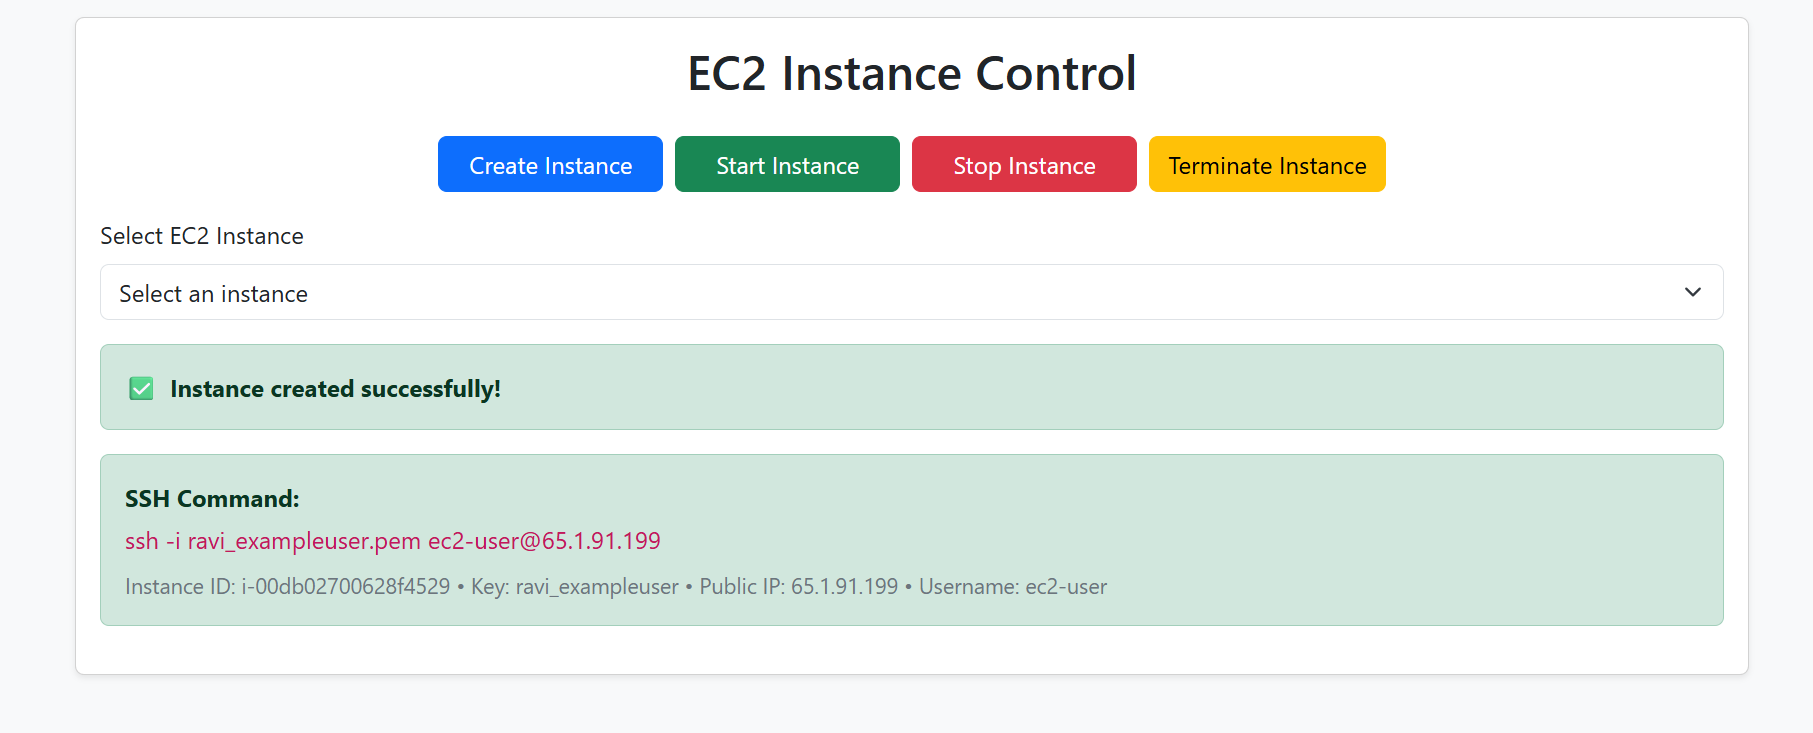 EC2 Instance Control
Create Instance
Start Instance
Stop Instance
Terminate Instance
Select EC2 Instance
Select an instance
✅ Instance created successfully!
SSH Command:
ssh -i ravi_exampleuser.pem ec2-user@65.1.91.199
Instance ID: i-00db02700628f4529 • Key: ravi_exampleuser • Public IP: 65.1.91.199 • Username: ec2-user